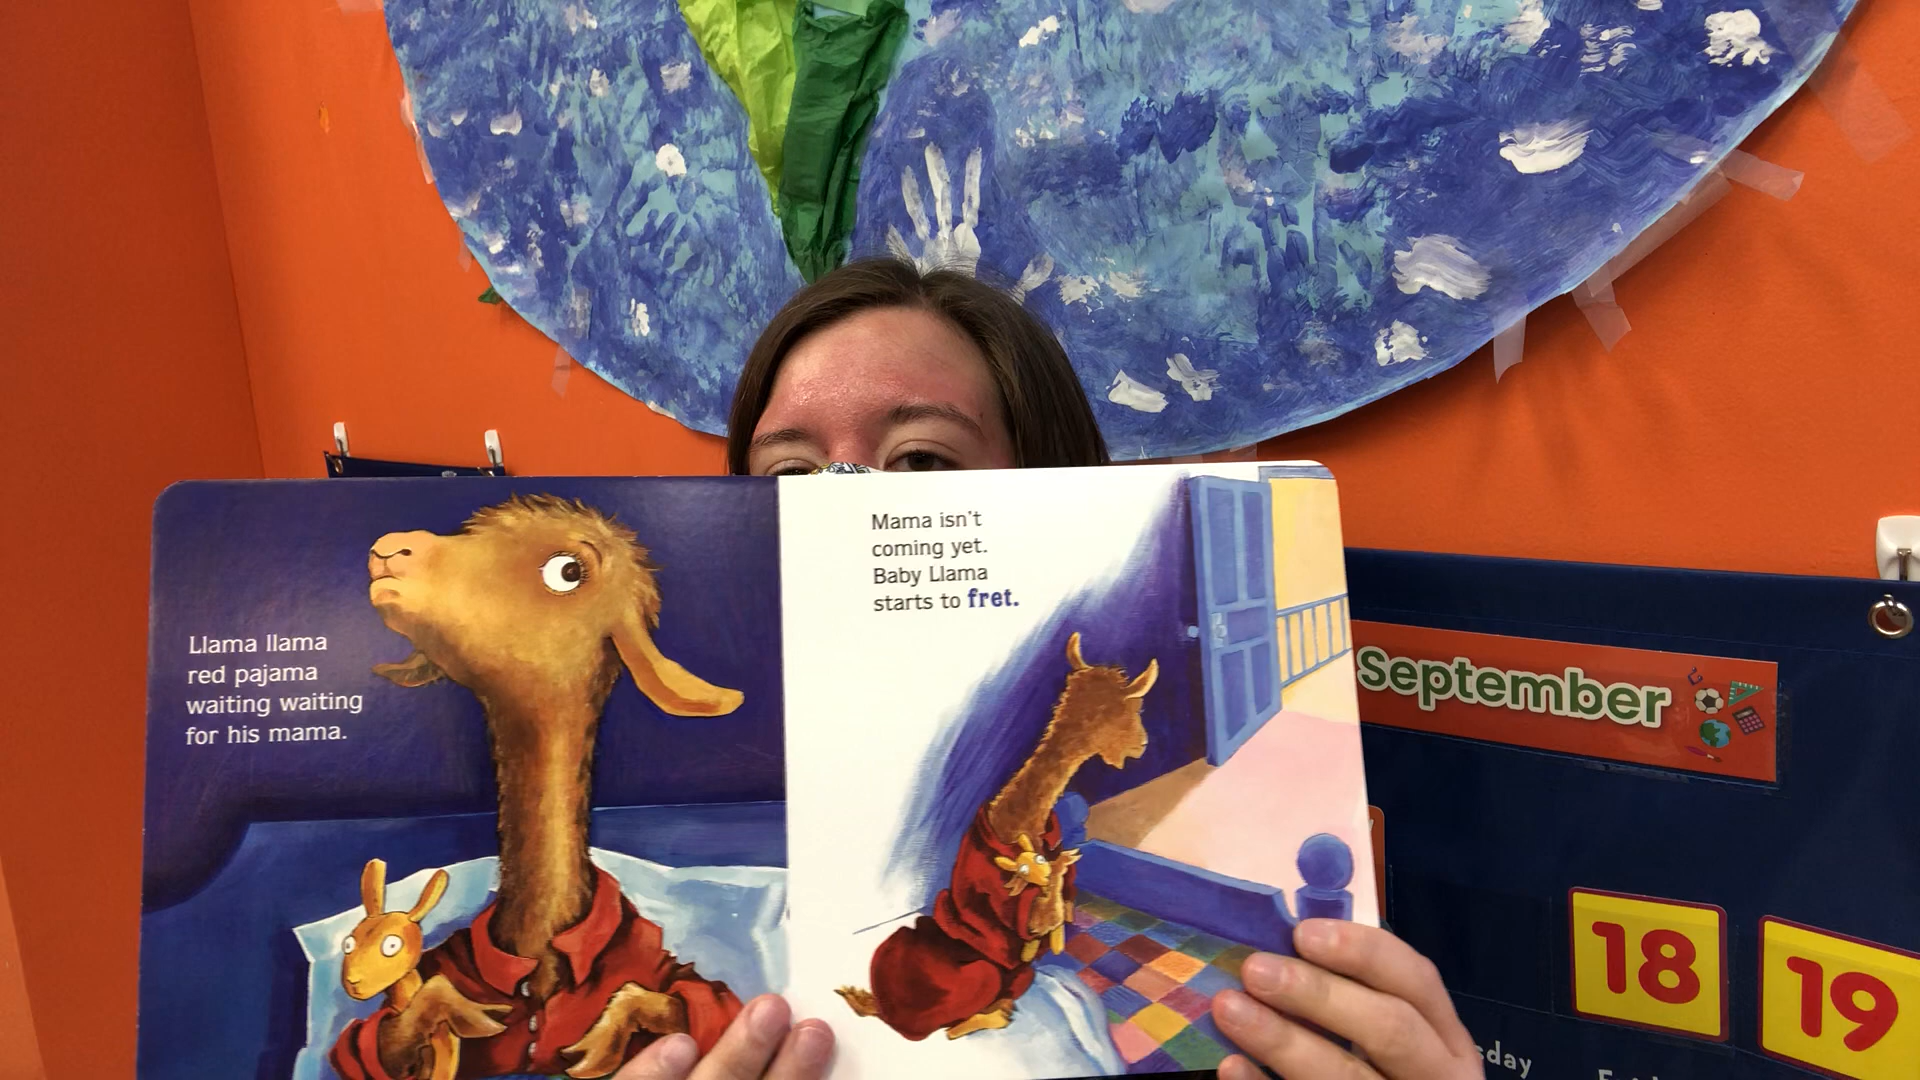 Llama llama
red pajama
waiting waiting
for his mama.
Mama isn't
coming yet.
Baby Llama
starts to fret.
September
18
19